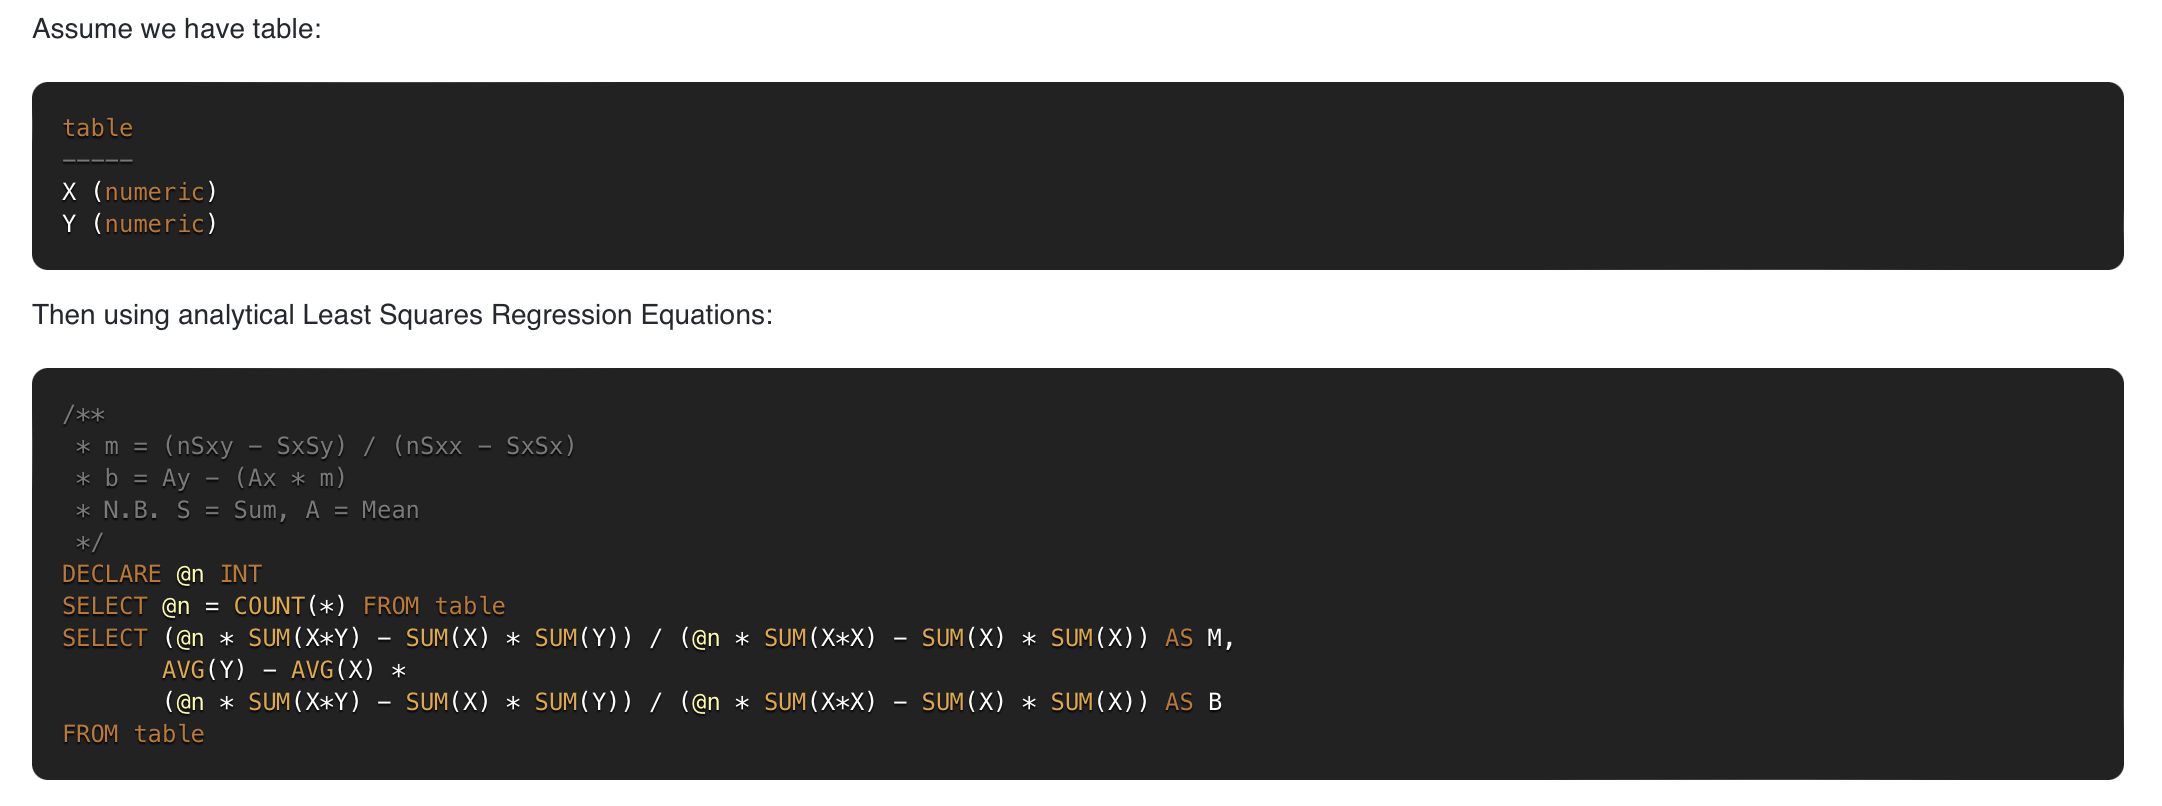 Assume we have table:
table
-----
X (numeric)
Y (numeric)
Then using analytical Least Squares Regression Equations:
/**
 * m = (nSxy - SxSy) / (nSxx - SxSx)
 * b = Ay - (Ax * m)
 * N.B. S = Sum, A = Mean
 */
DECLARE @n INT
SELECT @n = COUNT(*) FROM table
SELECT (@n * SUM(X*Y) - SUM(X) * SUM(Y)) / (@n * SUM(X*X) - SUM(X) * SUM(X)) AS M,
       AVG(Y) - AVG(X) *
       (@n * SUM(X*Y) - SUM(X) * SUM(Y)) / (@n * SUM(X*X) - SUM(X) * SUM(X)) AS B
FROM table